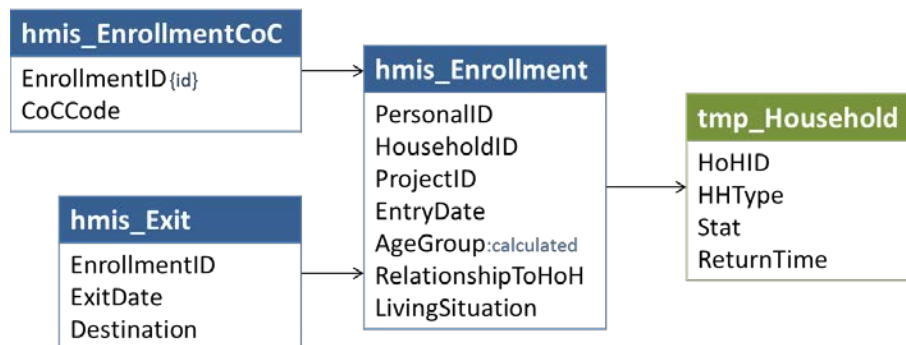 hmis_EnrollmentCoC
EnrollmentID{id}
CoCCode
hmis_Exit
EnrollmentID
ExitDate
Destination
hmis_Enrollment
PersonalID
HouseholdID
ProjectID
EntryDate
AgeGroup:calculated
RelationshipToHoH
LivingSituation
tmp_Household
HoHID
HHType
Stat
ReturnTime